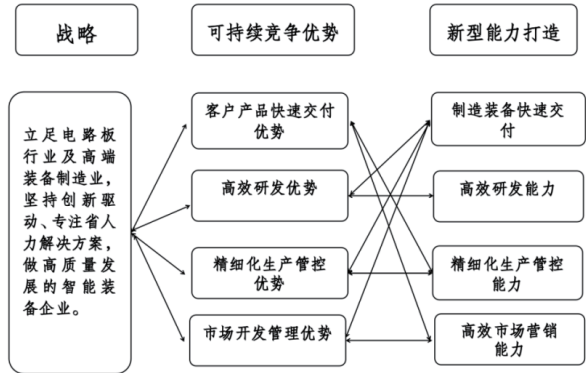 战略
可持续竞争优势
新型能力打造
立足电路板
行业及高端
装备制造业,
坚持创新驱
动、专注省人
力解决方案,
做高质量发
展的智能装
备企业。
客户产品快速交付
优势
高效研发优势
精细化生产管控
优势
市场开发管理优势
制造装备快速交
付
高效研发能力
精细化生产管控
能力
高效市场营销
能力